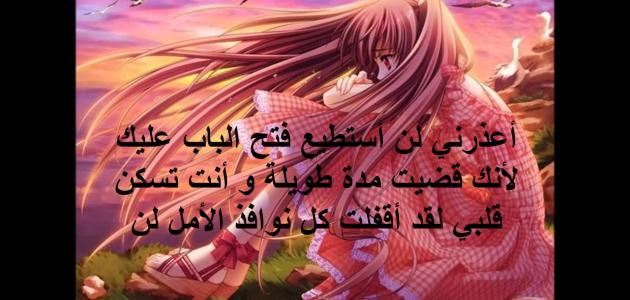 أعذرني لن أستطيع فتح الباب عليك
لأنك قضيت مدة طويلة و أنت تسكن
قلبي لقد أقفلت كل نوافذ الأمل لن